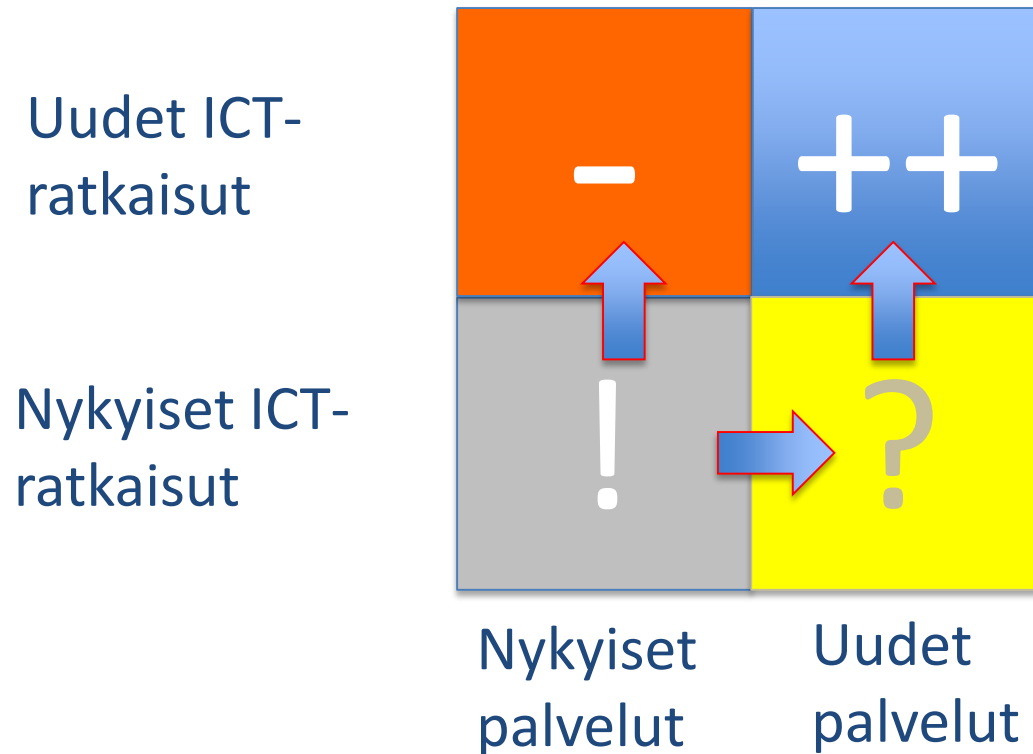 Uudet ICT-
ratkaisut
-
++
Nykyiset ICT-
ratkaisut
!
?
Nykyiset
palvelut
Uudet
palvelut